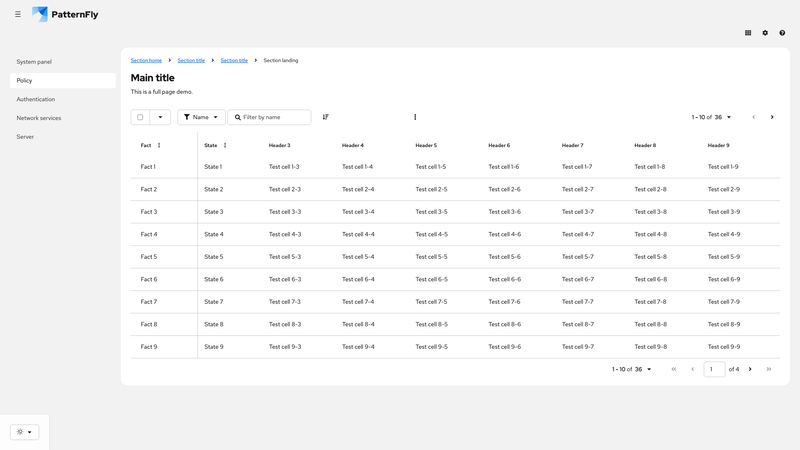 PatternFly
System panel
Policy
Authentication
Network services
Server
Section home > Section title > Section title > Section landing
Main title
This is a full page demo.
Name Filter by name 1 - 10 of 36
Fact State Header 3 Header 4 Header 5 Header 6 Header 7 Header 8 Header 9
Fact 1 State 1 Test cell 1-3 Test cell 1-4 Test cell 1-5 Test cell 1-6 Test cell 1-7 Test cell 1-8 Test cell 1-9
Fact 2 State 2 Test cell 2-3 Test cell 2-4 Test cell 2-5 Test cell 2-6 Test cell 2-7 Test cell 2-8 Test cell 2-9
Fact 3 State 3 Test cell 3-3 Test cell 3-4 Test cell 3-5 Test cell 3-6 Test cell 3-7 Test cell 3-8 Test cell 3-9
Fact 4 State 4 Test cell 4-3 Test cell 4-4 Test cell 4-5 Test cell 4-6 Test cell 4-7 Test cell 4-8 Test cell 4-9
Fact 5 State 5 Test cell 5-3 Test cell 5-4 Test cell 5-5 Test cell 5-6 Test cell 5-7 Test cell 5-8 Test cell 5-9
Fact 6 State 6 Test cell 6-3 Test cell 6-4 Test cell 6-5 Test cell 6-6 Test cell 6-7 Test cell 6-8 Test cell 6-9
Fact 7 State 7 Test cell 7-3 Test cell 7-4 Test cell 7-5 Test cell 7-6 Test cell 7-7 Test cell 7-8 Test cell 7-9
Fact 8 State 8 Test cell 8-3 Test cell 8-4 Test cell 8-5 Test cell 8-6 Test cell 8-7 Test cell 8-8 Test cell 8-9
Fact 9 State 9 Test cell 9-3 Test cell 9-4 Test cell 9-5 Test cell 9-6 Test cell 9-7 Test cell 9-8 Test cell 9-9
1 - 10 of 36 1 of 4